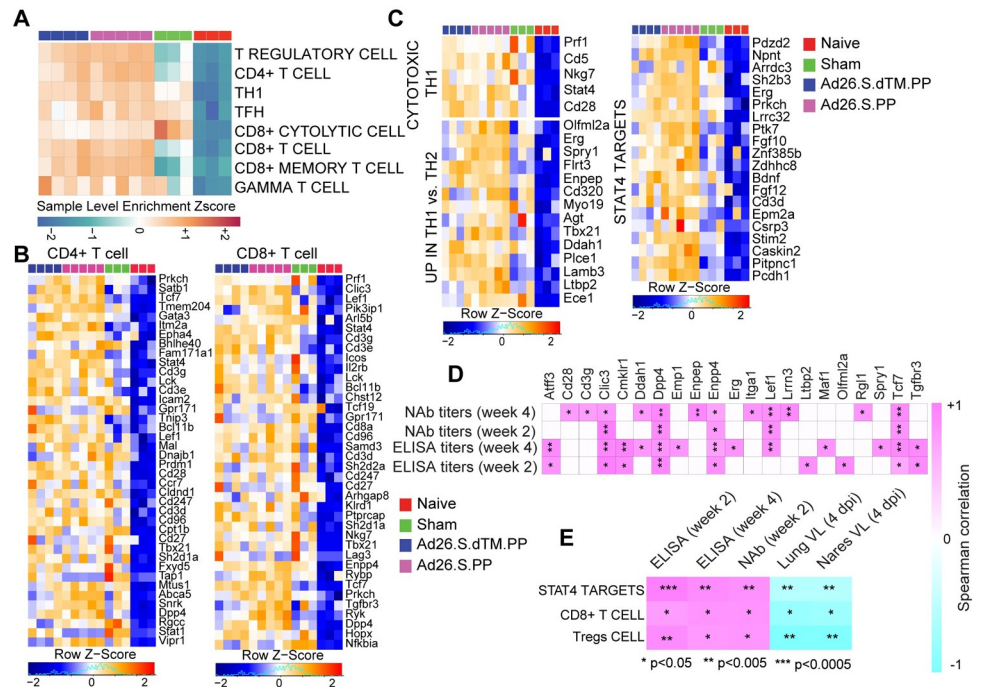 A
T REGULATORY CELL
CD4+ T CELL
TH1
TFH
CD8+ CYTOLYTIC CELL
CD8+ T CELL
CD8+ MEMORY T CELL
GAMMA T CELL
Sample Level Enrichment Zscore
-2 -1 0 +1 +2
B
CD4+ T cell
Prkch
Satb1
Tcf7
Tmem204
Gata3
Itm2a
Epha4
Bhlhe40
Fam171a1
Stat4
Cd3g
Lck
Cd3e
Icam2
Gpr171
Tnip3
Bcl11b
Lef1
Mal
Dnajb1
Prdm1
Cd28
Ccr7
Cldnd1
Cd247
Cd3d
Cd96
Cpt1b
Cd27
Tbx21
Sh2d1a
Fxyd5
Tap1
Mtus1
Abca5
Snrk
Dpp4
Rgcc
Stat1
Vipr1
Row Z-Score
-2 0 2
CD8+ T cell
Prf1
Clic3
Lef1
Pik3ip1
Arl5b
Stat4
Cd3g
Cd3e
Icos
Il2rb
Lck
Bcl11b
Chst12
Tcf19
Gpr171
Cd8a
Cd96
Samd3
Cd3d
Sh2d2a
Cd247
Cd27
Arhgap8
Klrd1
Ptprcap
Nkg7
Sh2d1a
Tbx21
Lag3
Enpp4
Rybp
Tcf7
Prkch
Tgfbr3
Ryk
Dpp4
Hopx
Nfkbia
Row Z-Score
-2 0 2
Naive
Sham
Ad26.S.dTM.PP
Ad26.S.PP
C
CYTOTOXIC
TH1
Prf1
Cd5
Nkg7
Stat4
Cd28
UP IN TH1 vs. TH2
Olfml2a
Erg
Spry1
Flrt3
Enpep
Cd320
Myo19
Agt
Tbx21
Ddah1
Plce1
Lamb3
Ltbp2
Ece1
Row Z-Score
-2 0 2
STAT4 TARGETS
Pdzd2
Npnt
Arrdc3
Sh2b3
Erg
Prkch
Lrrc32
Ptk7
Fgf10
Znf385b
Zdhhc8
Bdnf
Fgf12
Cd3d
Epm2a
Csrp3
Stim2
Caskin2
Pitpnc1
Pcdh1
Row Z-Score
-2 0 2
Naive
Sham
Ad26.S.dTM.PP
Ad26.S.PP
D
Atff3 Cd28 Cd3g Clic3 Cmklr1 Ddah1 Dpp4 Emp1 Enpep Enpp4 Erg Itga1 Lef1 Lrrn3 Ltbp2 Maf1 Olfml2a Rgl1 Spry1 Tcf7 Tgfbr3
NAb titers (week 4) * * * * ** ** * * ** ** * **
NAb titers (week 2) ** ** * ** **
ELISA titers (week 4) ** ** ** * ** * ** * ** * * ** *
ELISA titers (week 2) * * * ** * * * * *
+1
0
-1
Spearman correlation
E
ELISA (week 2) ELISA (week 4) NAb (week 2) Lung VL (4 dpi) Nares VL (4 dpi)
STAT4 TARGETS *** ** ** ** **
CD8+ T CELL * * * * *
Tregs CELL ** * * ** **
* p<0.05 ** p<0.005 *** p<0.0005